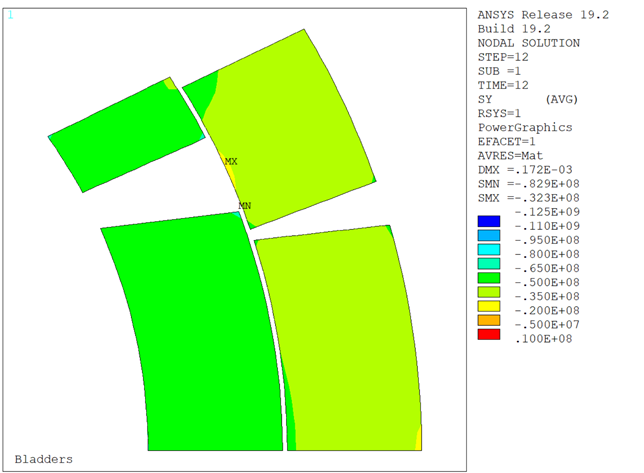 1
ANSYS Release 19.2
Build 19.2
NODAL SOLUTION
STEP=12
SUB =1
TIME=12
SY (AVG)
RSYS=1
PowerGraphics
EFACET=1
AVRES=Mat
DMX =.172E-03
SMN =-.829E+08
SMX =-.323E+08
-.125E+09
-.110E+09
-.950E+08
-.800E+08
-.650E+08
-.500E+08
-.350E+08
-.200E+08
-.500E+07
.100E+08
MX
MN
Bladders